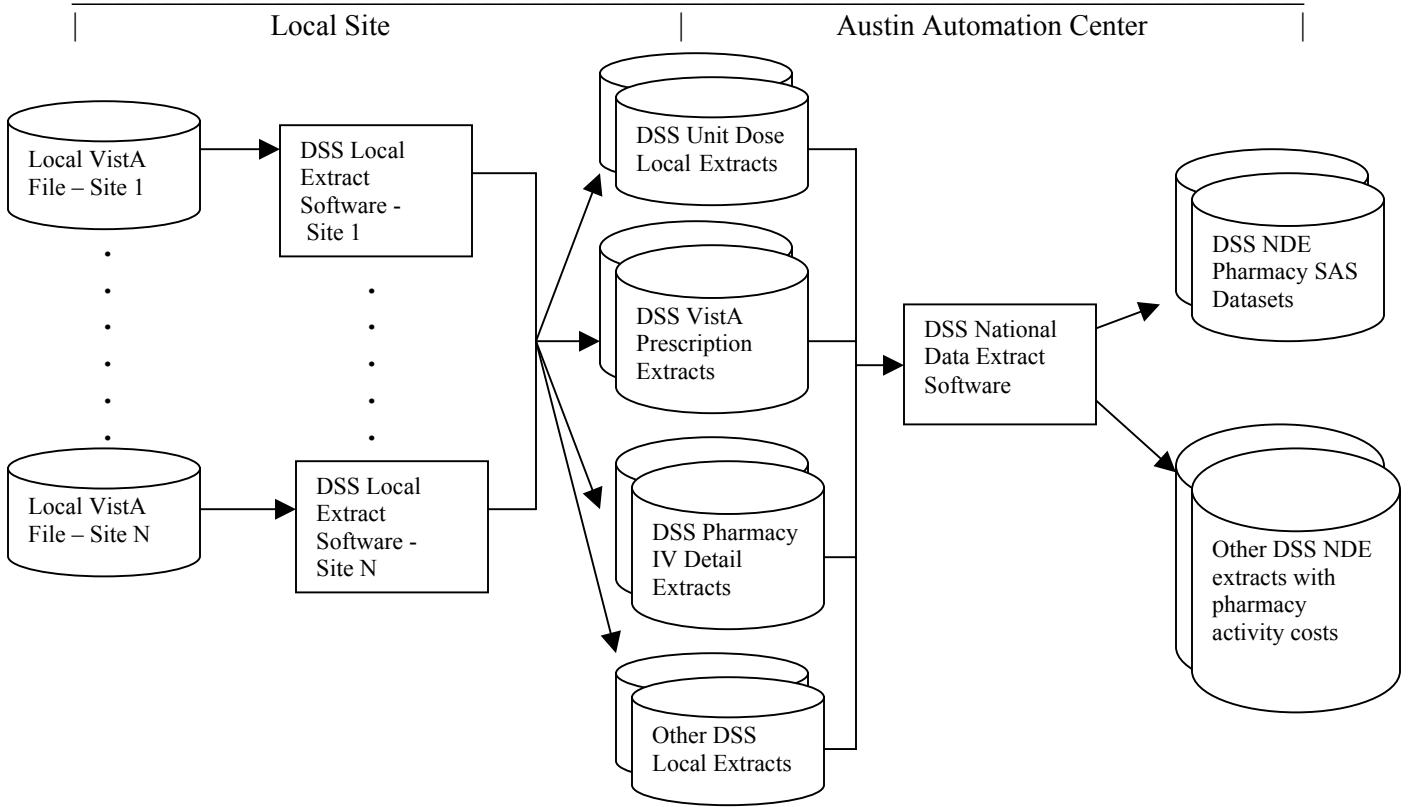 Local Site
Austin Automation Center
Local VistA
File – Site 1
DSS Local
Extract
Software -
Site 1
DSS Unit Dose
Local Extracts
DSS VistA
Prescription
Extracts
DSS National
Data Extract
Software
DSS NDE
Pharmacy SAS
Datasets
Local VistA
File – Site N
DSS Local
Extract
Software -
Site N
DSS Pharmacy
IV Detail
Extracts
Other DSS NDE
extracts with
pharmacy
activity costs
Other DSS
Local Extracts